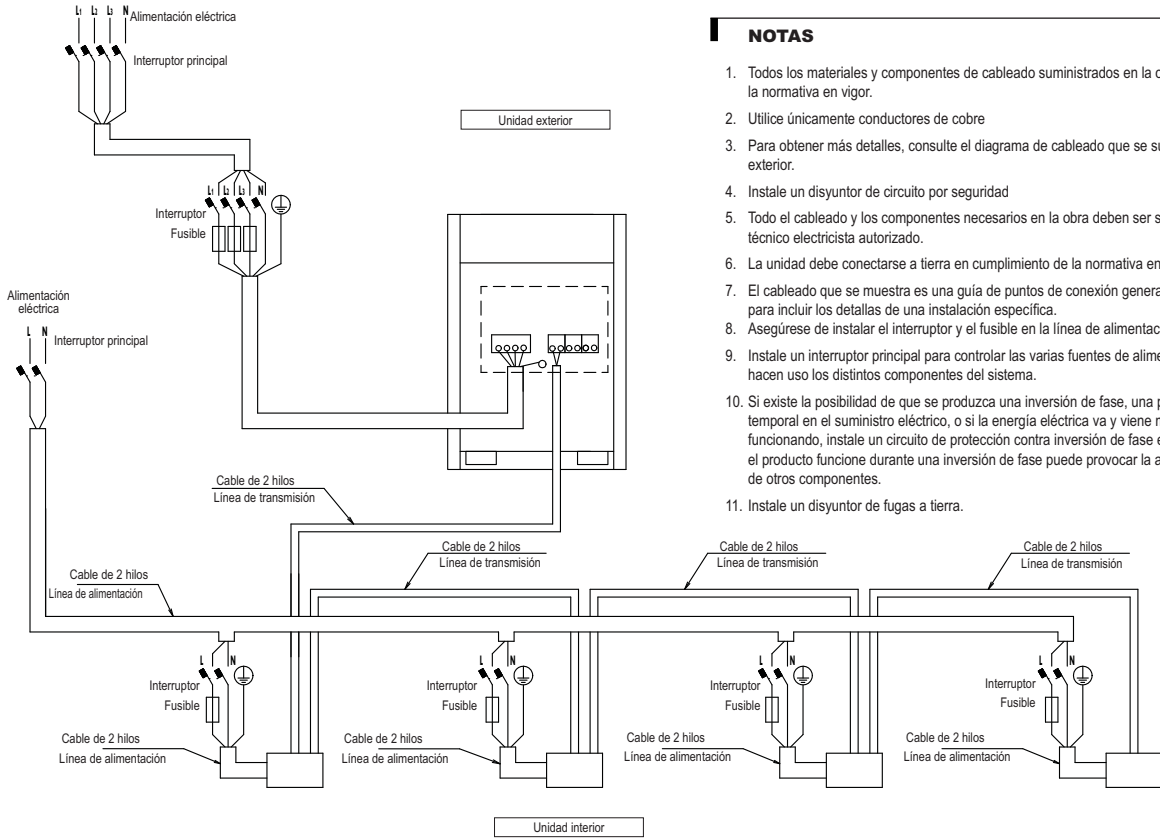 L1 L2 L3 N
Alimentación eléctrica
Interruptor principal
Unidad exterior
L1 L2 L3 N
Interruptor
Fusible
Alimentación
eléctrica
L N
Interruptor principal
Cable de 2 hilos
Línea de transmisión
Cable de 2 hilos
Línea de alimentación
Cable de 2 hilos
Línea de transmisión
Cable de 2 hilos
Línea de transmisión
Cable de 2 hilos
Línea de transmisión
L N
Interruptor
Fusible
Cable de 2 hilos
Línea de alimentación
L N
Interruptor
Fusible
Cable de 2 hilos
Línea de alimentación
L N
Interruptor
Fusible
Cable de 2 hilos
Línea de alimentación
L N
Interruptor
Fusible
Cable de 2 hilos
Línea de alimentación
Unidad interior
NOTAS
1. Todos los materiales y componentes de cableado suministrados en la
la normativa en vigor.
2. Utilice únicamente conductores de cobre
3. Para obtener más detalles, consulte el diagrama de cableado que se
exterior.
4. Instale un disyuntor de circuito por seguridad
5. Todo el cableado y los componentes necesarios en la obra deben ser
técnico electricista autorizado.
6. La unidad debe conectarse a tierra en cumplimiento de la normativa en
7. El cableado que se muestra es una guía de puntos de conexión
para incluir los detallas de una instalación específica.
8. Asegúrese de instalar el interruptor y el fusible en la línea de
9. Instale un interruptor principal para controlar las varias fuentes de
hacen uso los distintos componentes del sistema.
10. Si existe la posibilidad de que se produzca una inversión de fase, una
temporal en el suministro eléctrico, o si la energía eléctrica va y viene
funcionando, instale un circuito de protección contra inversión de fase
el producto funcione durante una inversión de fase puede provocar la
de otros componentes.
11. Instale un disyuntor de fugas a tierra.